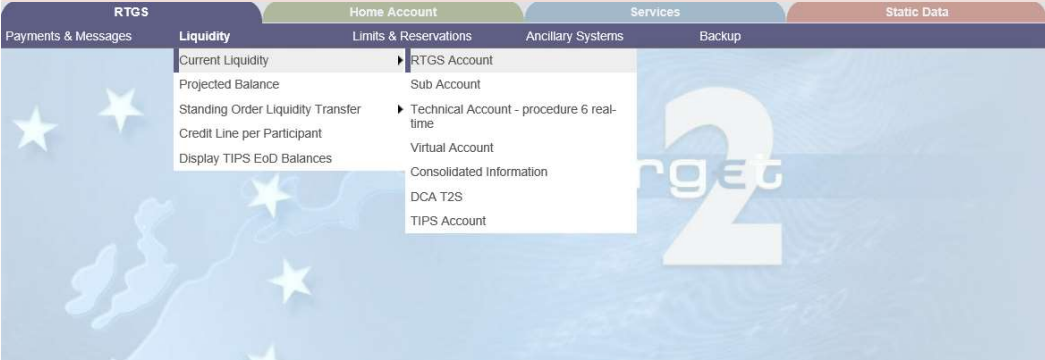 RTGS Home Account Services Static Data
Payments & Messages Liquidity Limits & Reservations Ancillary Systems Backup
Current Liquidity
Projected Balance
Standing Order Liquidity Transfer
Credit Line per Participant
Display TIPS EoD Balances
RTGS Account
Sub Account
Technical Account - procedure 6 real-
time
Virtual Account
Consolidated Information
DCA T2S
TIPS Account
rget
2